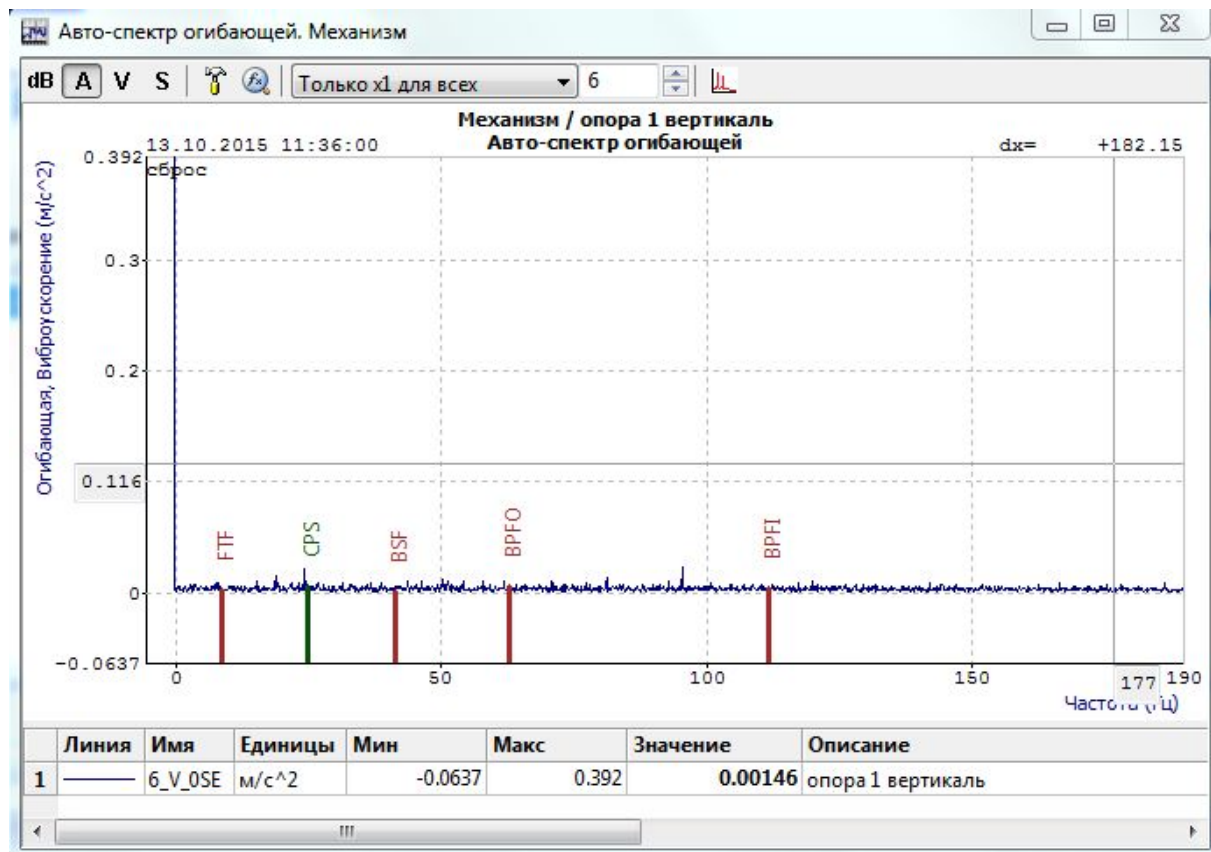 Авто-спектр огибающей. Механизм
dB A V S Только x1 для всех 6
Механизм / опора 1 вертикаль
13.10.2015 11:36:00 Авто-спектр огибающей dx= +182.15
сброс
Огибающая, Виброускорение (м/с^2)
0.392
0.3
0.2
0.116
0
-0.0637
FTF CPS BSF BPFO BPFI
0 50 100 150 177 190
Частота (Гц)
Линия Имя Единицы Мин Макс Значение Описание
1 6_V_0SE м/с^2 -0.0637 0.392 0.00146 опора 1 вертикаль